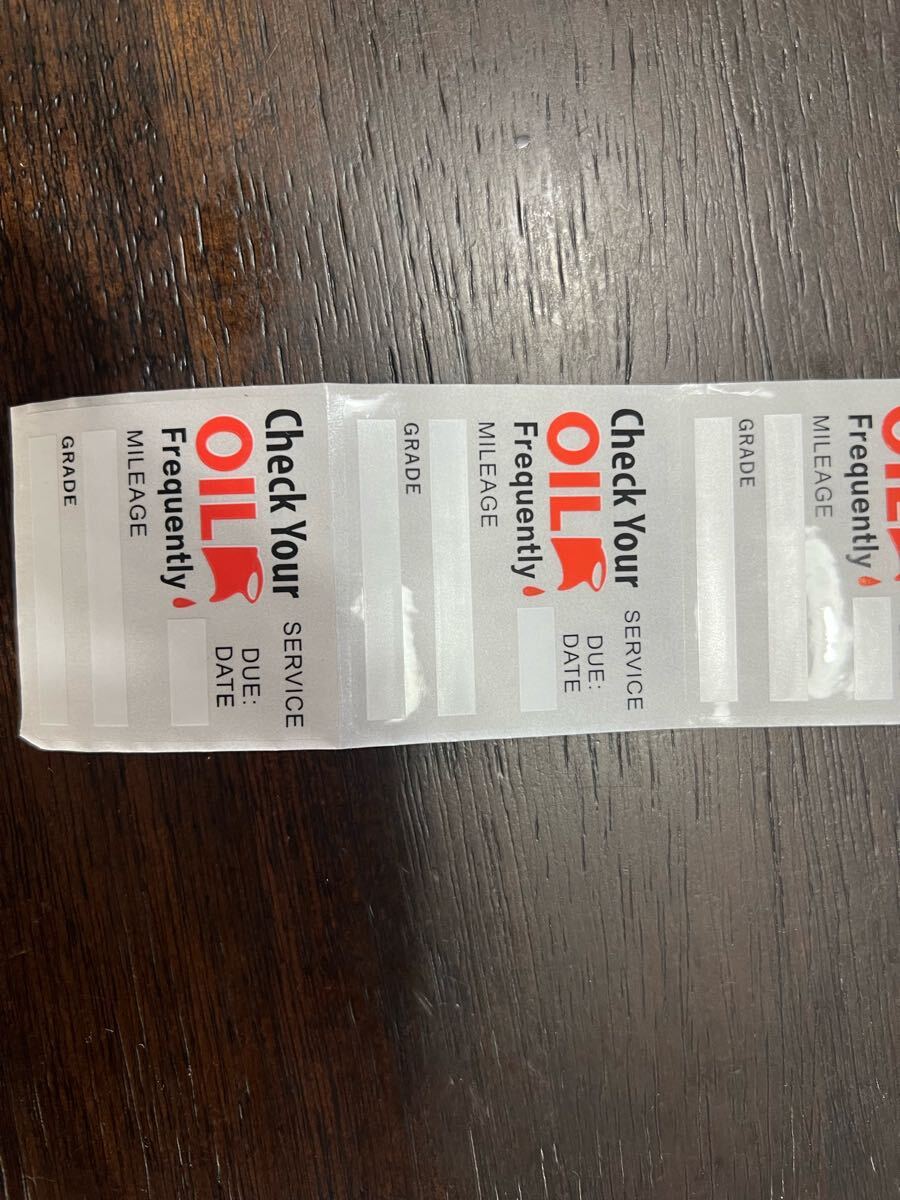 Check Your
OIL
Frequently
SERVICE
DUE:
DATE
MILEAGE
GRADE
Check Your
OIL
Frequently
SERVICE
DUE:
DATE
MILEAGE
GRADE
OIL
Frequently
MILEAGE
GRADE